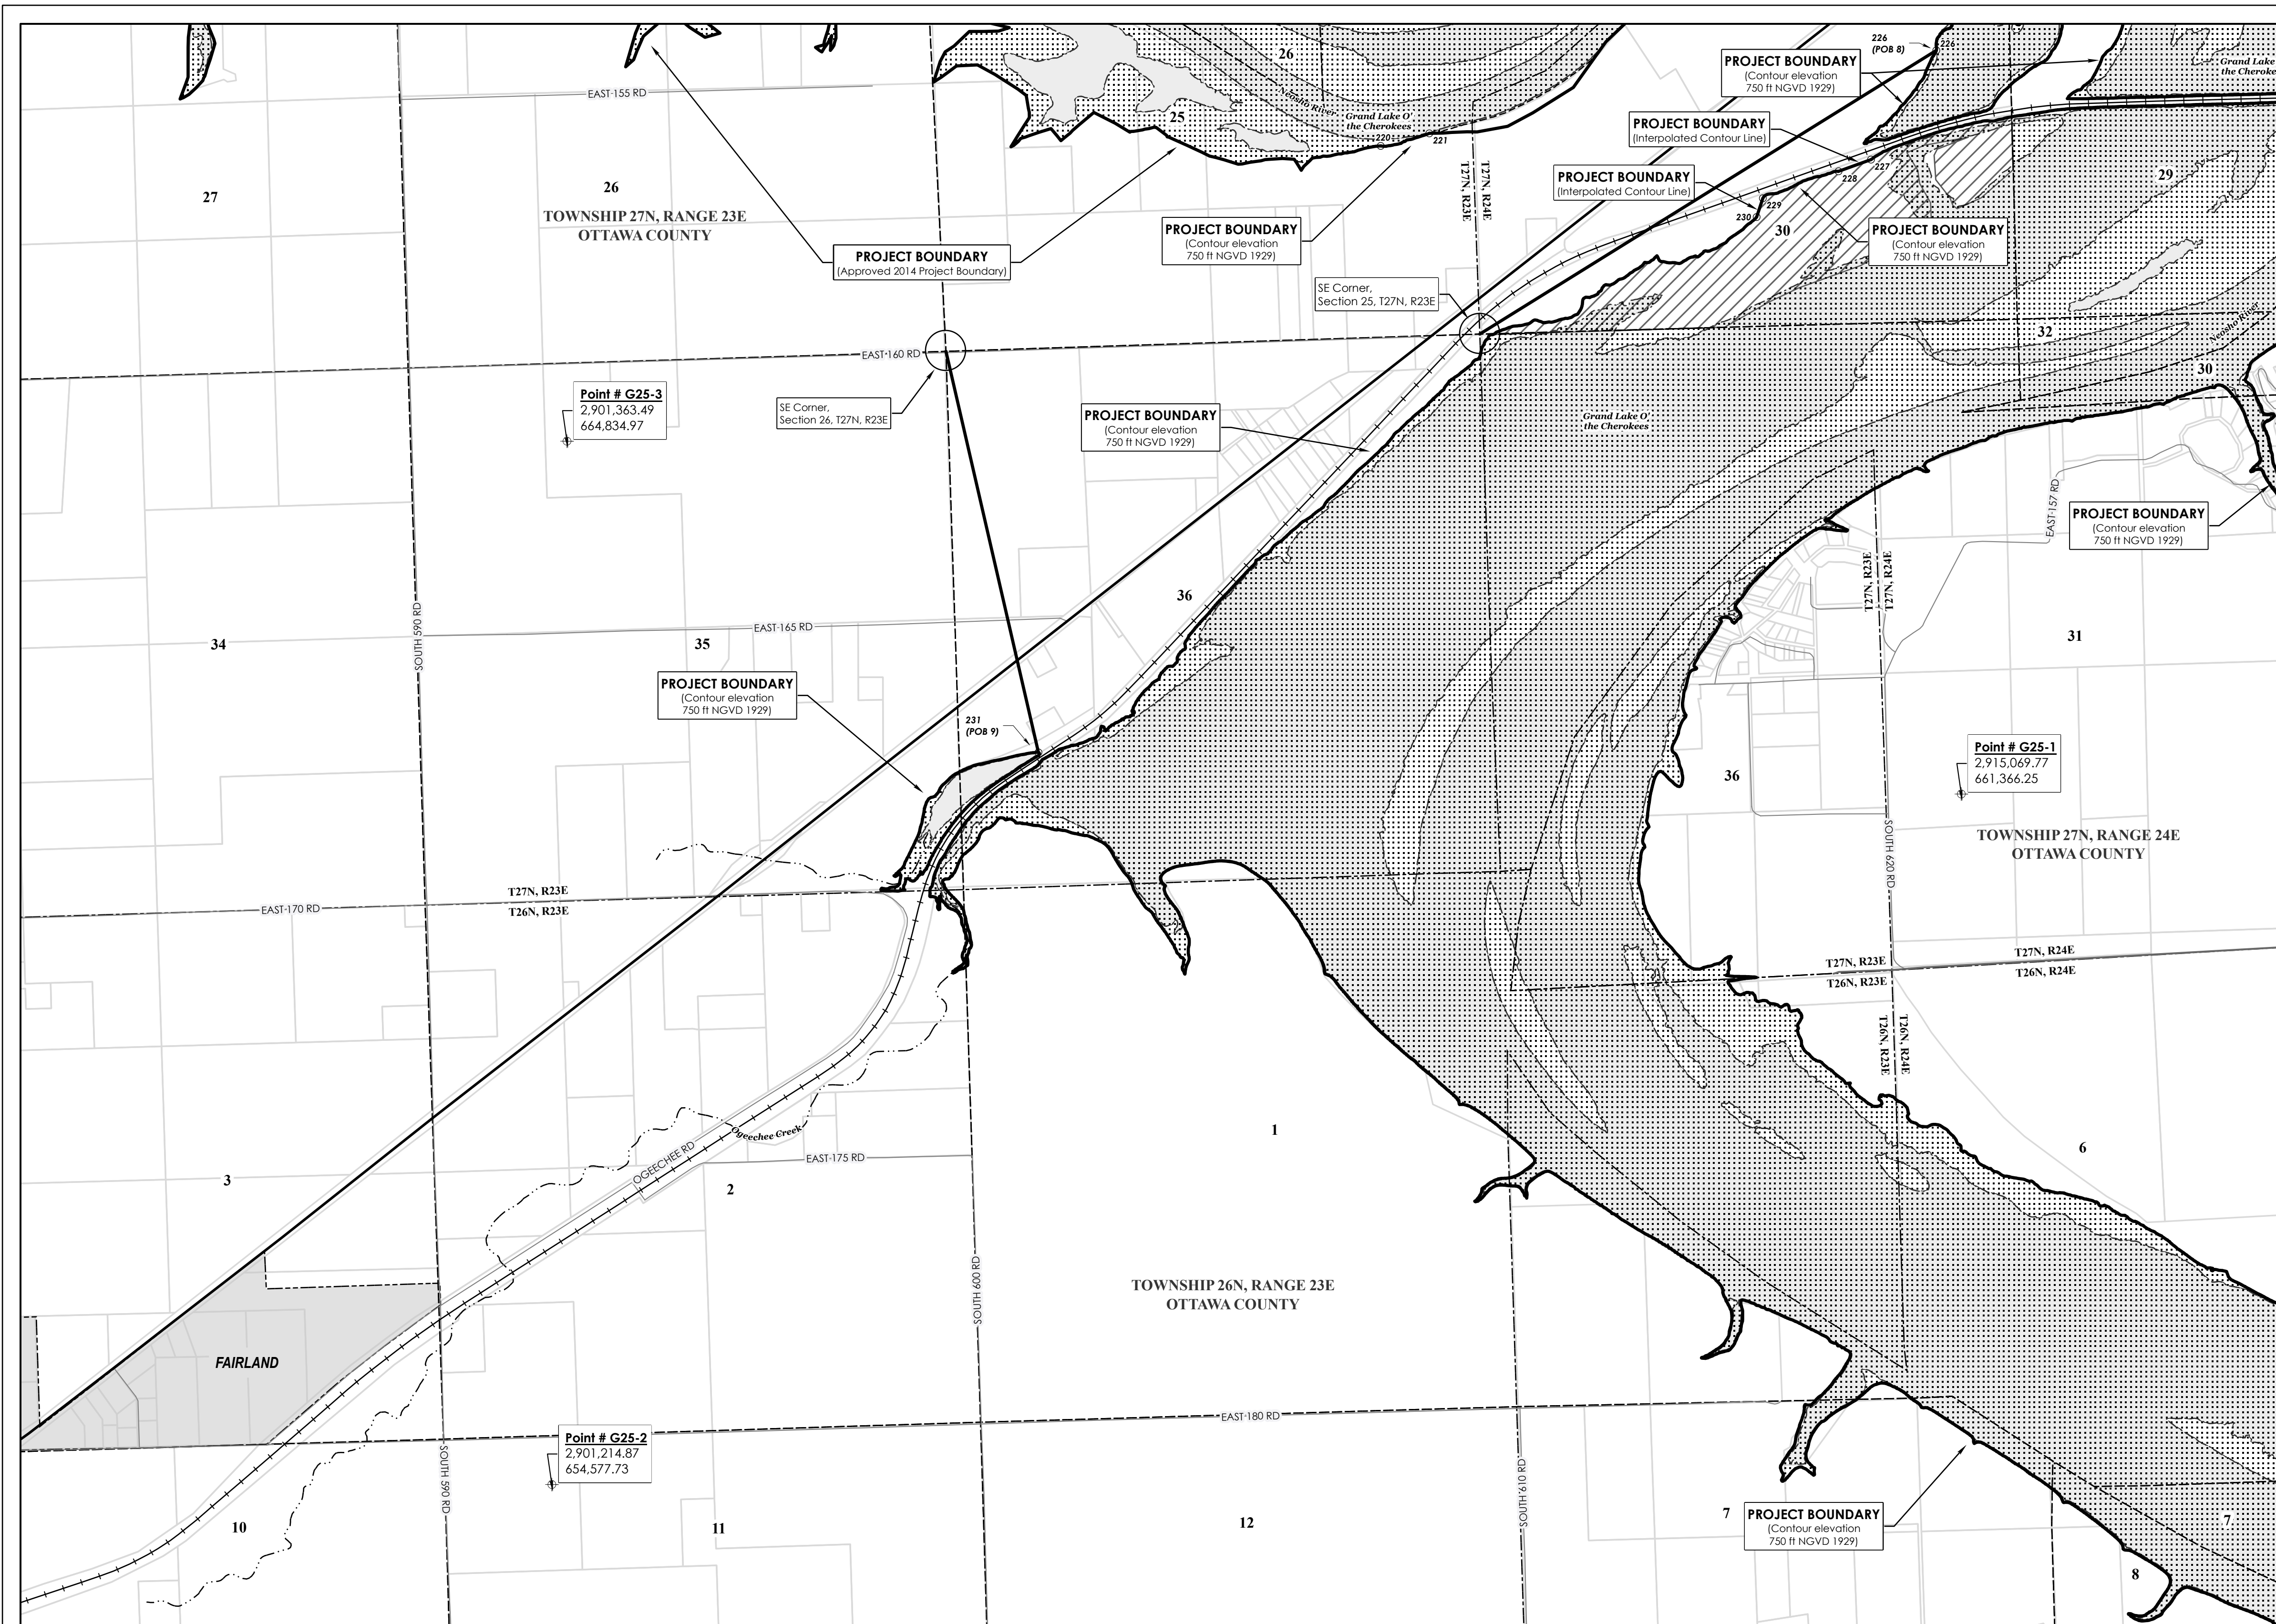 226
(POB 8)
226
PROJECT BOUNDARY
(Contour elevation
750 ft NGVD 1929)
Grand Lake
26
EAST 155 RD
Neosho River
Grand Lake O'
the Cherokees
25
220
221
PROJECT BOUNDARY
(Interpolated Contour Line)
227
228
PROJECT BOUNDARY
(Interpolated Contour Line)
229
230
29
27
26
TOWNSHIP 27N, RANGE 23E
OTTAWA COUNTY
T27N, R23E
T27N, R24E
PROJECT BOUNDARY
(Contour elevation
750 ft NGVD 1929)
30
PROJECT BOUNDARY
(Contour elevation
750 ft NGVD 1929)
PROJECT BOUNDARY
(Approved 2014 Project Boundary)
SE Corner,
Section 25, T27N, R23E
32
Neosho River
EAST 160 RD
30
Point # G25-3
2,901,363.49
664,834.97
SE Corner,
Section 26, T27N, R23E
PROJECT BOUNDARY
(Contour elevation
750 ft NGVD 1929)
Grand Lake O'
the Cherokees
EAST 157 RD
PROJECT BOUNDARY
(Contour elevation
750 ft NGVD 1929)
T27N, R23E
T27N, R24E
36
SOUTH 590 RD
EAST 165 RD
34
35
31
PROJECT BOUNDARY
(Contour elevation
750 ft NGVD 1929)
231
(POB 9)
36
Point # G25-1
2,915,069.77
661,366.25
SOUTH 620 RD
TOWNSHIP 27N, RANGE 24E
OTTAWA COUNTY
T27N, R23E
T26N, R23E
EAST 170 RD
T27N, R23E
T26N, R23E
T27N, R24E
T26N, R24E
T26N, R23E
T26N, R24E
Ogeechee Creek
OGEECHEE RD
EAST 175 RD
1
6
3
2
SOUTH 600 RD
TOWNSHIP 26N, RANGE 23E
OTTAWA COUNTY
FAIRLAND
EAST 180 RD
Point # G25-2
2,901,214.87
654,577.73
SOUTH 590 RD
SOUTH 610 RD
10
11
12
7
PROJECT BOUNDARY
(Contour elevation
750 ft NGVD 1929)
7
8